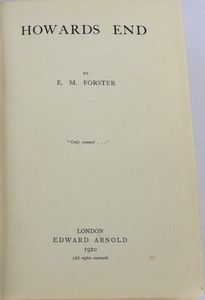 HOWARDS END
BY
E. M. FORSTER
"Only connect . . ."
LONDON
EDWARD ARNOLD
1910
(All rights reserved)